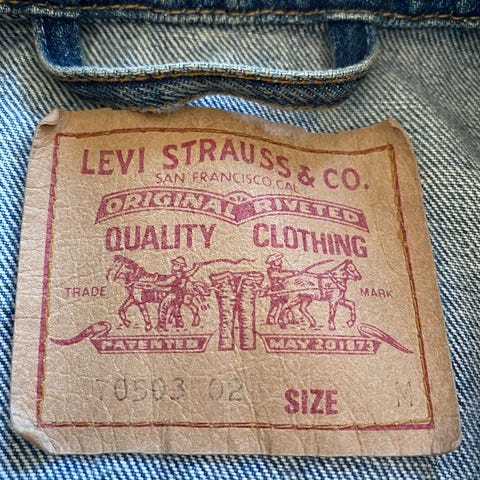 LEVI STRAUSS & CO.
SAN FRANCISCO, CAL.
ORIGINAL RIVETED
QUALITY CLOTHING
TRADE MARK
PATENTED MAY 20 1873
70503 02 SIZE M